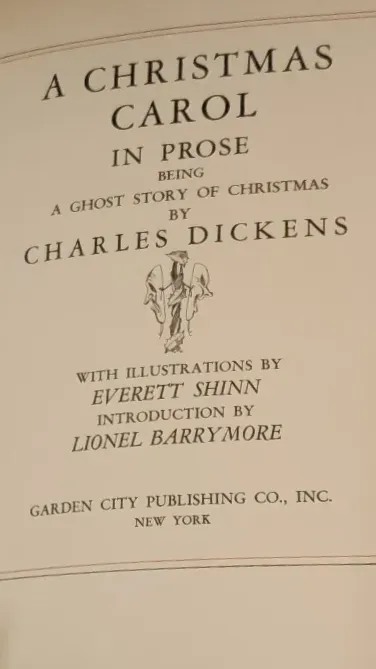 A CHRISTMAS
CAROL
IN PROSE
BEING
A GHOST STORY OF CHRISTMAS
BY
CHARLES DICKENS
WITH ILLUSTRATIONS BY
EVERETT SHINN
INTRODUCTION BY
LIONEL BARRYMORE
GARDEN CITY PUBLISHING CO., INC.
NEW YORK